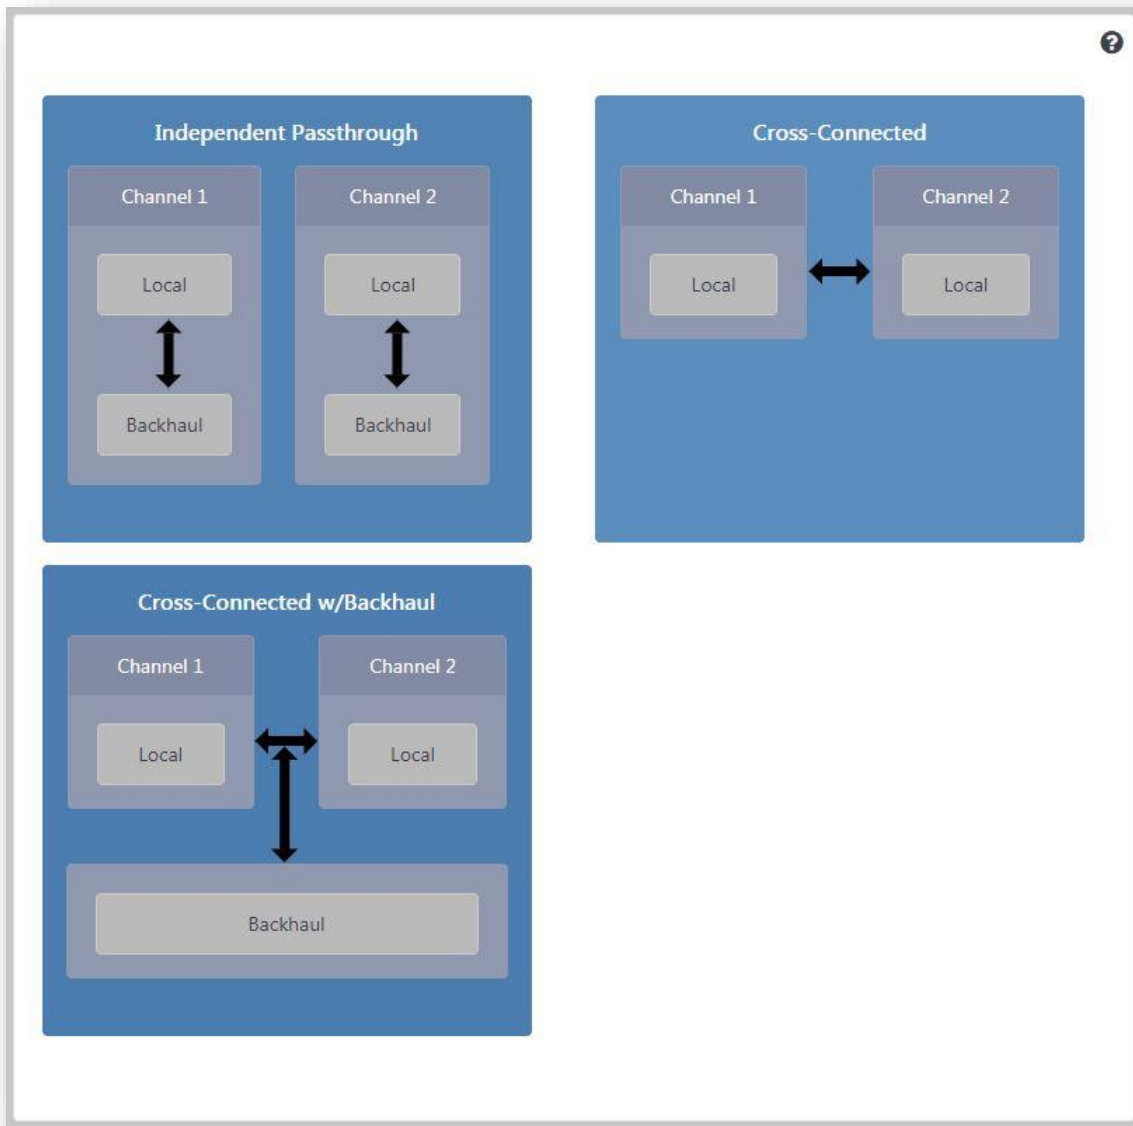 ?
Independent Passthrough
Channel 1
Channel 2
Local
Local
Backhaul
Backhaul
Cross-Connected
Channel 1
Channel 2
Local
Local
Cross-Connected w/Backhaul
Channel 1
Channel 2
Local
Local
Backhaul